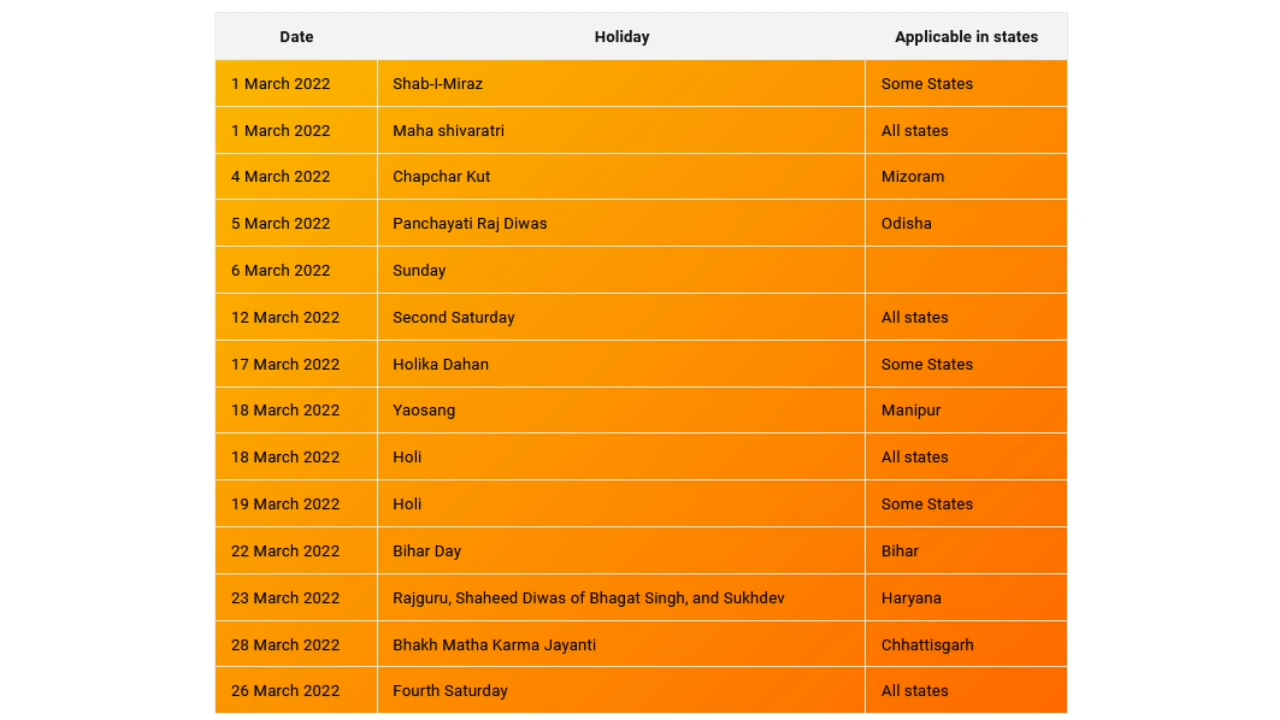 Date Holiday Applicable in states
1 March 2022 Shab-I-Miraz Some States
1 March 2022 Maha shivaratri All states
4 March 2022 Chapchar Kut Mizoram
5 March 2022 Panchayati Raj Diwas Odisha
6 March 2022 Sunday
12 March 2022 Second Saturday All states
17 March 2022 Holika Dahan Some States
18 March 2022 Yaosang Manipur
18 March 2022 Holi All states
19 March 2022 Holi Some States
22 March 2022 Bihar Day Bihar
23 March 2022 Rajguru, Shaheed Diwas of Bhagat Singh, and Sukhdev Haryana
28 March 2022 Bhakh Matha Karma Jayanti Chhattisgarh
26 March 2022 Fourth Saturday All states